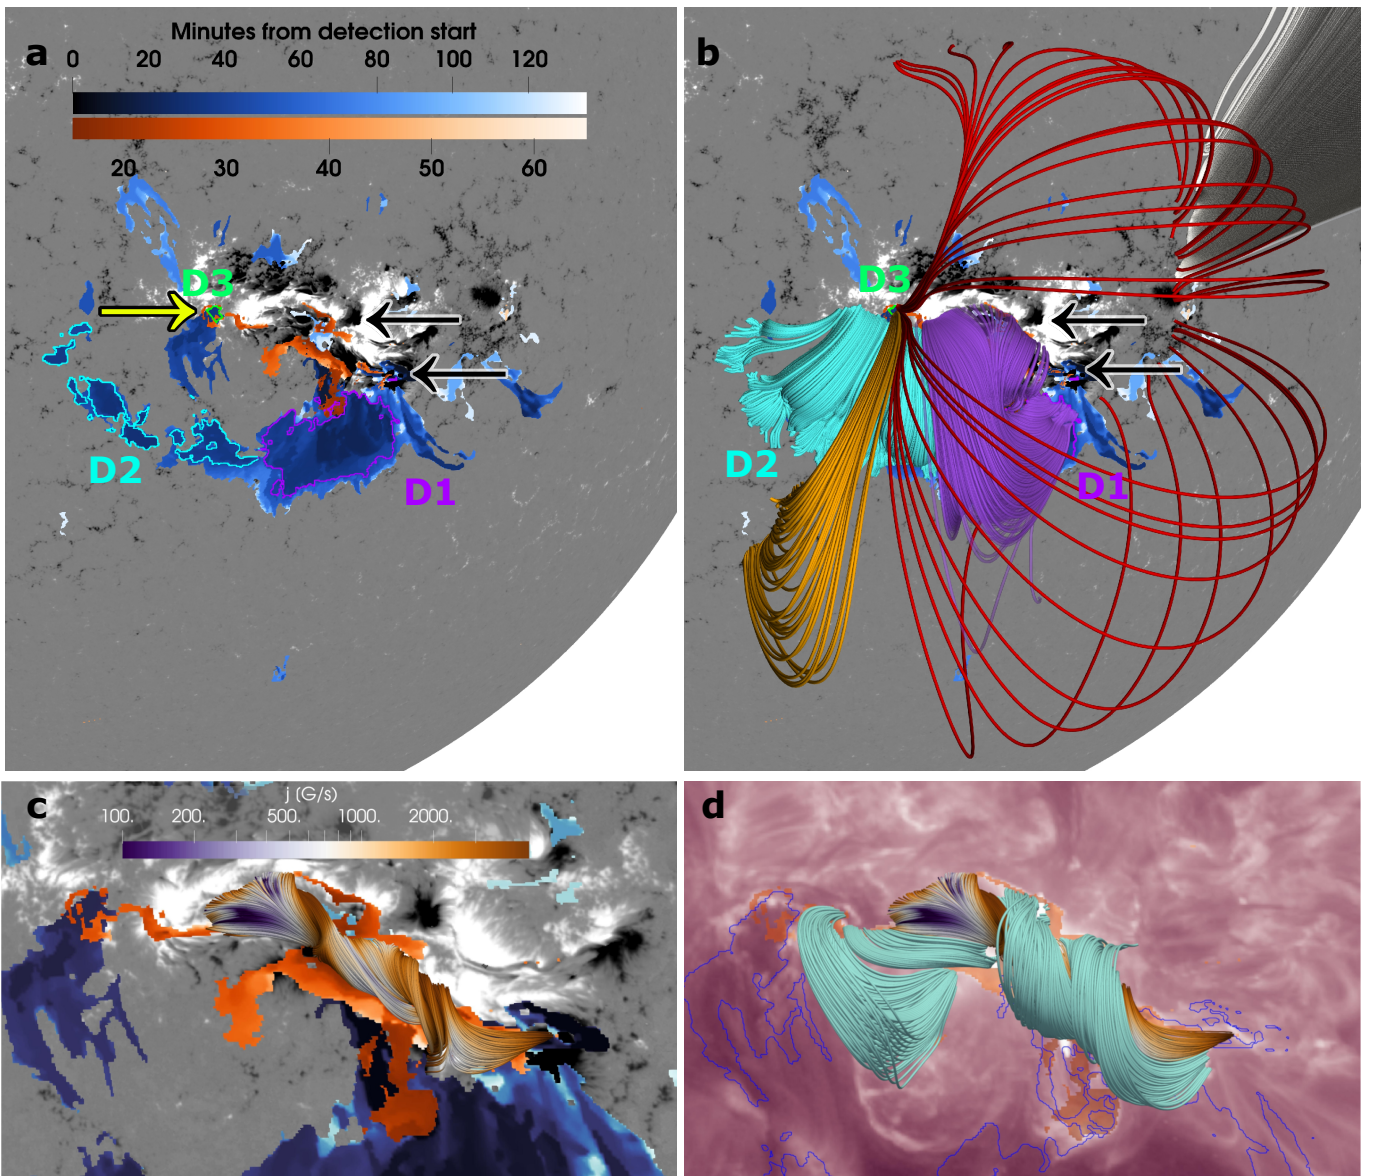 a
Minutes from detection start
0 20 40 60 80 100 120
20 30 40 50 60
D3
D2
D1
b
D3
D2
D1
c
j (G/s)
100. 200. 500. 1000. 2000.
d